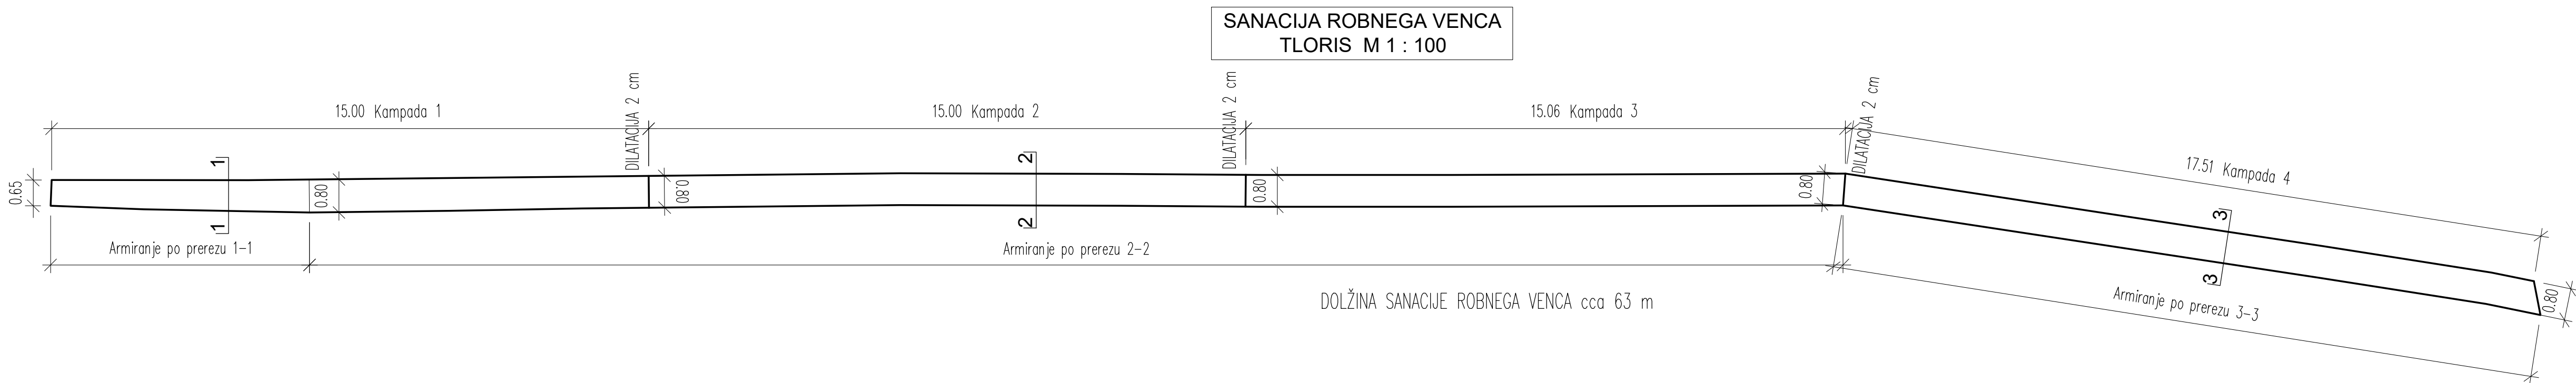 SANACIJA ROBNEGA VENCA
TLORIS M 1 : 100
15.00 Kampada 1
DILATACIJA 2 cm
15.00 Kampada 2
DILATACIJA 2 cm
15.06 Kampada 3
DILATACIJA 2 cm
17.51 Kampada 4
0.65
1
1
0.80
0.80
2
2
0.80
0.80
3
3
0.80
Armiranje po prerezu 1-1
Armiranje po prerezu 2-2
Armiranje po prerezu 3-3
DOLŽINA SANACIJE ROBNEGA VENCA cca 63 m